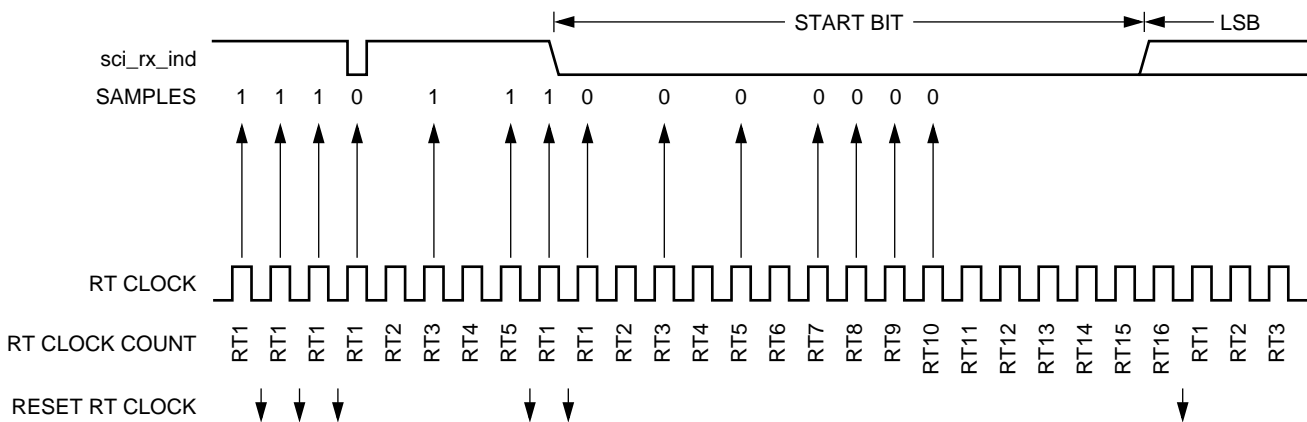 START BIT LSB
sci_rx_ind
SAMPLES 1 1 1 0 1 1 1 0 0 0 0 0 0 0
RT CLOCK
RT CLOCK COUNT RT1 RT1 RT1 RT1 RT2 RT3 RT4 RT5 RT1 RT1 RT2 RT3 RT4 RT5 RT6 RT7 RT8 RT9 RT10 RT11 RT12 RT13 RT14 RT15 RT16 RT1 RT2 RT3
RESET RT CLOCK